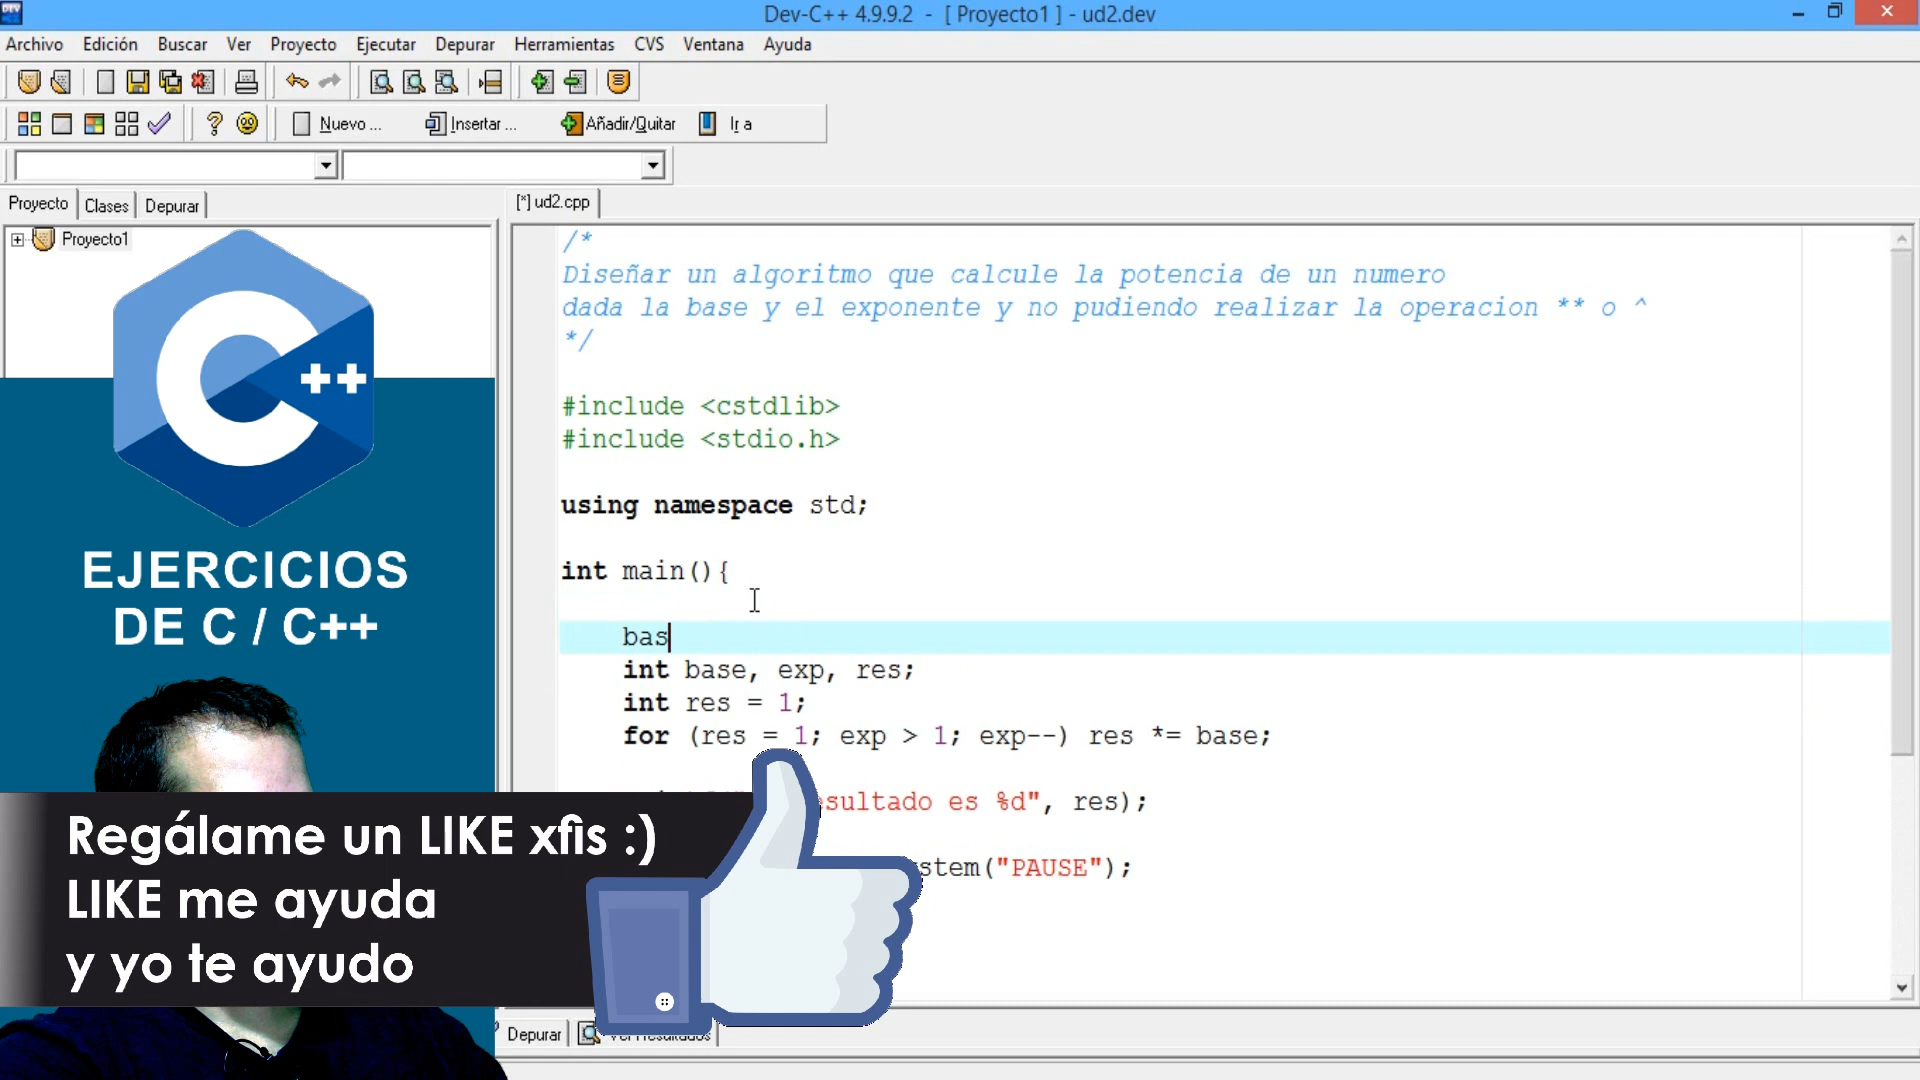 Dev-C++ 4.9.9.2 - [ Proyecto1 ] - ud2.dev
Archivo Edición Buscar Ver Proyecto Ejecutar Depurar Herramientas CVS Ventana Ayuda
Nuevo ... Insertar ... Añadir/Quitar Ir a
Proyecto Clases Depurar
[*] ud2.cpp
Proyecto1
/*
Diseñar un algoritmo que calcule la potencia de un numero
dada la base y el exponente y no pudiendo realizar la operacion ** o ^
*/
#include <cstdlib>
#include <stdio.h>
using namespace std;
int main(){
bas
int base, exp, res;
int res = 1;
for (res = 1; exp > 1; exp--) res *= base;
sultado es %d", res);
stem("PAUSE");
C++
EJERCICIOS
DE C / C++
Regálame un LIKE xfis :)
LIKE me ayuda
y yo te ayudo
Depurar